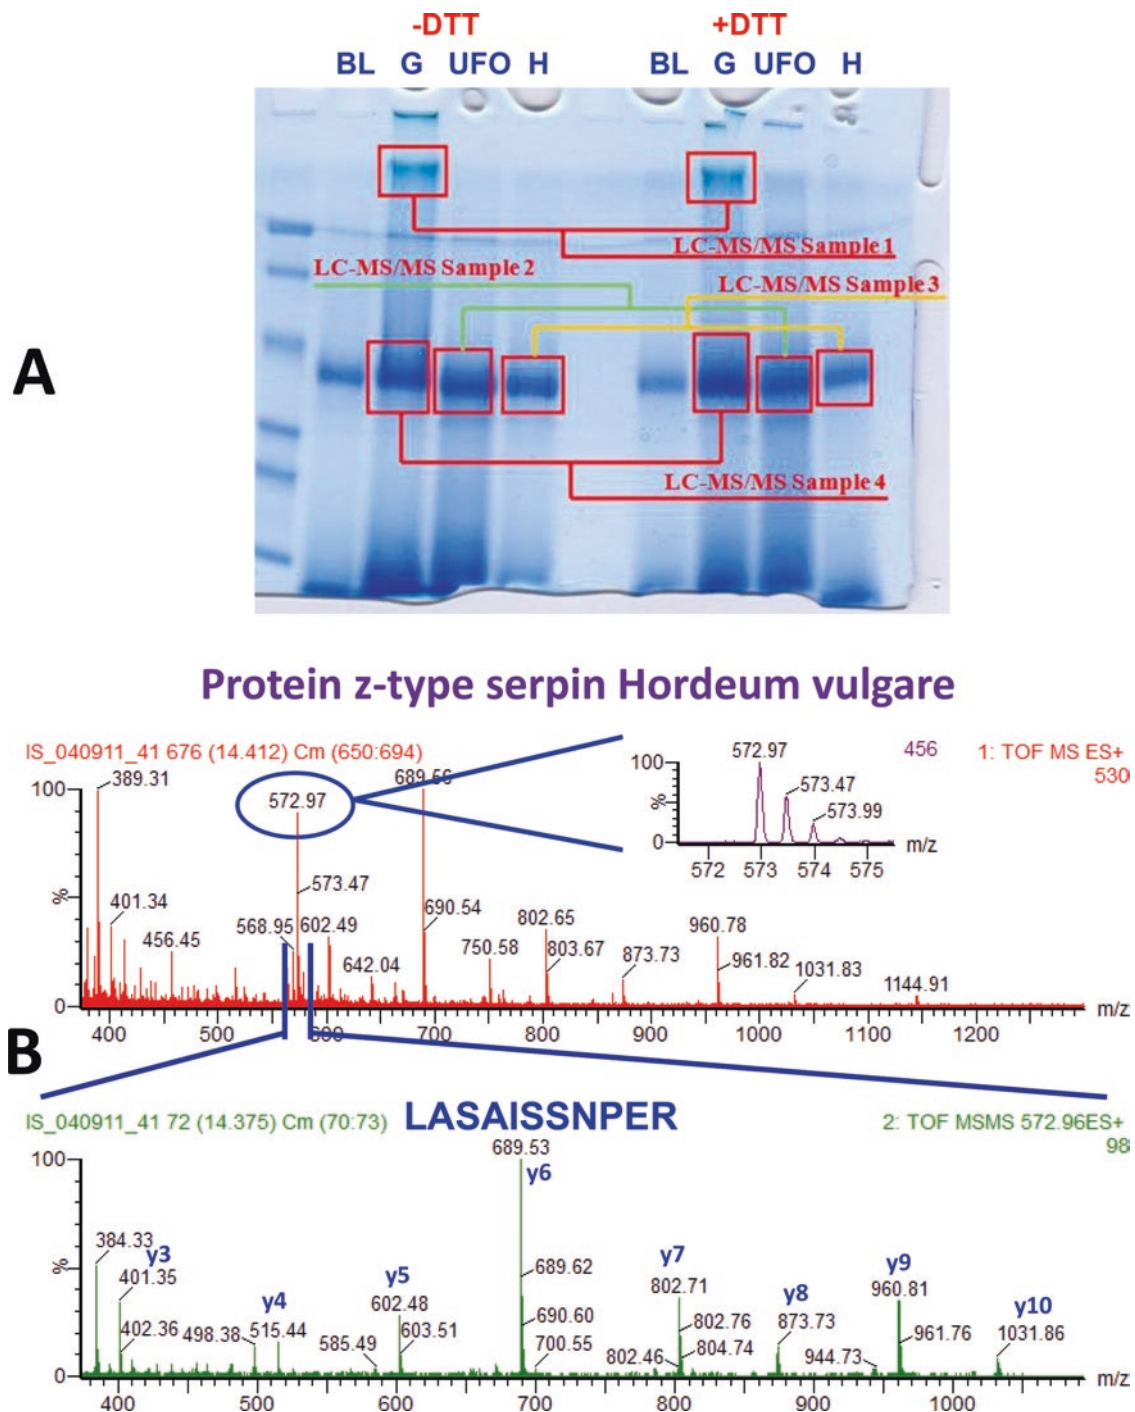 -DTT +DTT
BL G UFO H BL G UFO H
LC-MS/MS Sample 1
LC-MS/MS Sample 2
LC-MS/MS Sample 3
A
LC-MS/MS Sample 4
Protein z-type serpin Hordeum vulgare
IS_040911_41 676 (14.412) Cm (650:694)
1: TOF MS ES+
530
456
572.97
573.47
573.99
100
%
0
572 573 574 575 m/z
100
%
0
389.31
401.34
456.45
568.95
572.97
573.47
602.49
642.04
690.54
750.58
802.65
803.67
873.73
960.78
961.82
1031.83
1144.91
400 500 600 700 800 900 1000 1100 1200 m/z
B
IS_040911_41 72 (14.375) Cm (70:73)
LASAISSNPER
2: TOF MSMS 572.96ES+
98
100
%
0
384.33
y3
401.35
402.36
498.38
y4
515.44
585.49
y5
602.48
603.51
689.53
y6
689.62
690.60
700.55
y7
802.71
802.76
802.46
804.74
y8
873.73
944.73
y9
960.81
961.76
y10
1031.86
400 500 600 700 800 900 1000 m/z